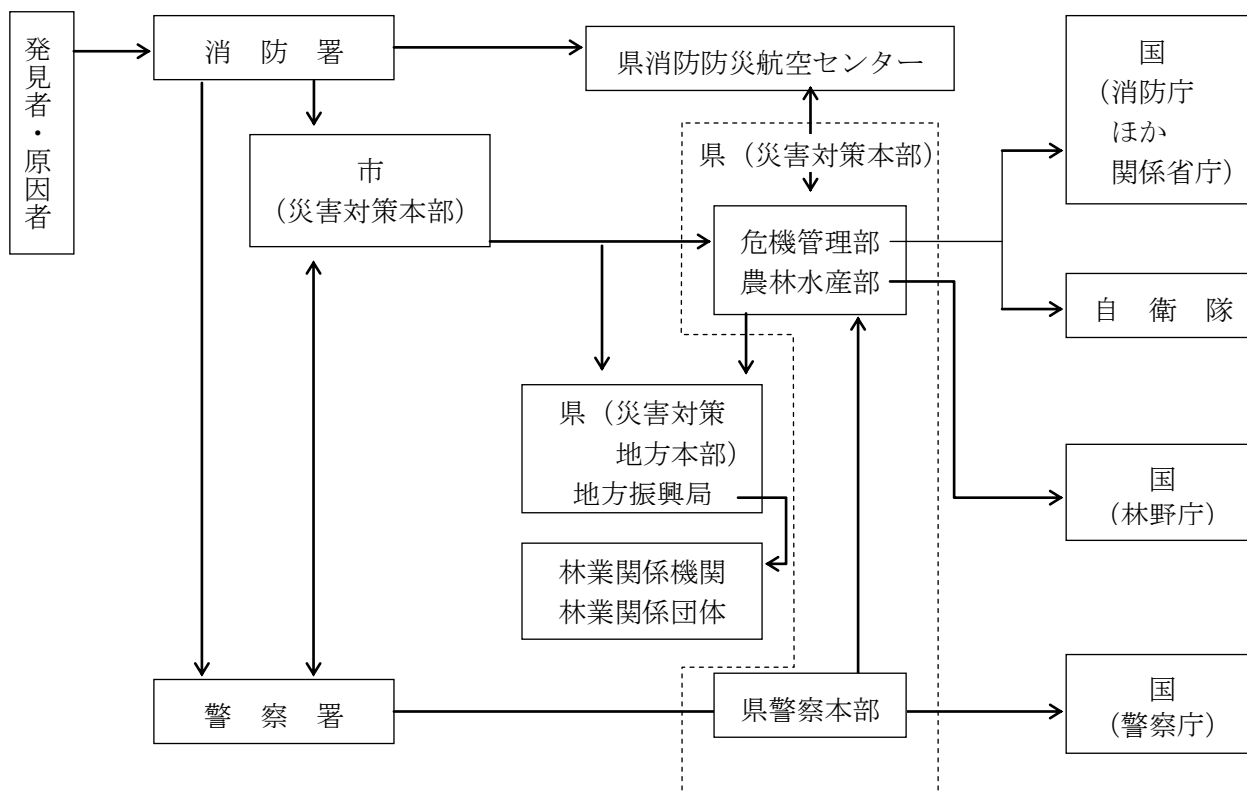 発見者・原因者
消　防　署
県消防防災航空センター
国
（消防庁
ほか
関係省庁）
市
（災害対策本部）
県（災害対策本部）
危機管理部
農林水産部
自　衛　隊
県（災害対策
地方本部）
地方振興局
国
（林野庁）
林業関係機関
林業関係団体
警　察　署
県警察本部
国
（警察庁）